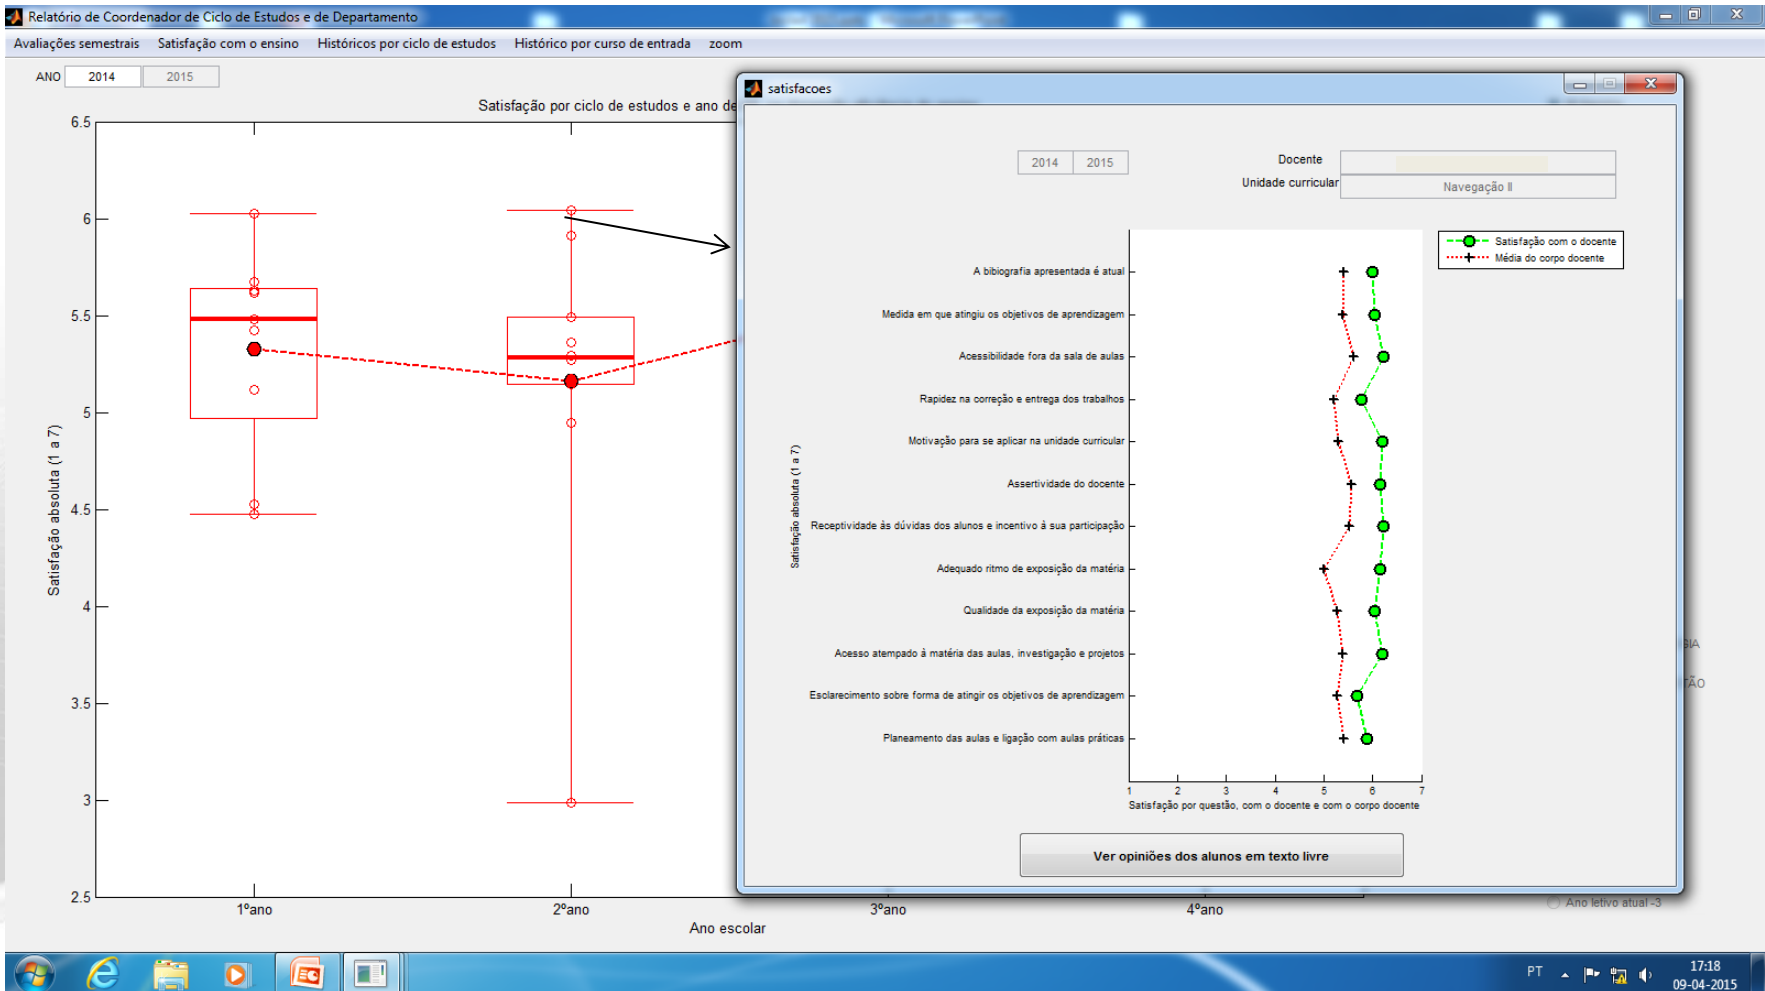 Relatório de Coordenador de Ciclo de Estudos e de Departamento
Avaliações semestrais Satisfação com o ensino Históricos por ciclo de estudos Histórico por curso de entrada zoom
ANO 2014 2015
Satisfação por ciclo de estudos e ano de
6.5
6
5.5
5
4.5
4
3.5
3
2.5
Satisfação absoluta (1 a 7)
1ºano 2ºano 3ºano 4ºano
Ano escolar
satisfacoes
2014 2015
Docente
Unidade curricular Navegação II
Satisfação com o docente
Média do corpo docente
A bibiografia apresentada é atual
Medida em que atingiu os objetivos de aprendizagem
Acessibilidade fora da sala de aulas
Rapidez na correção e entrega dos trabalhos
Motivação para se aplicar na unidade curricular
Assertividade do docente
Receptividade às dúvidas dos alunos e incentivo à sua participação
Adequado ritmo de exposição da matéria
Qualidade da exposição da matéria
Acesso atempado à matéria das aulas, investigação e projetos
Esclarecimento sobre forma de atingir os objetivos de aprendizagem
Planeamento das aulas e ligação com aulas práticas
Satisfação absoluta (1 a 7)
1 2 3 4 5 6 7
Satisfação por questão, com o docente e com o corpo docente
Ver opiniões dos alunos em texto livre
GIA
TÃO
Ano letivo atual -3
PT
17:18
09-04-2015